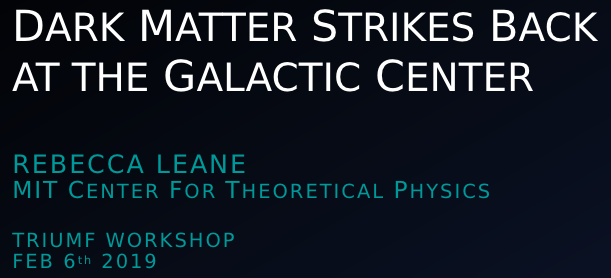 DARK MATTER STRIKES BACK
AT THE GALACTIC CENTER
REBECCA LEANE
MIT CENTER FOR THEORETICAL PHYSICS
TRIUMF WORKSHOP
FEB 6th 2019